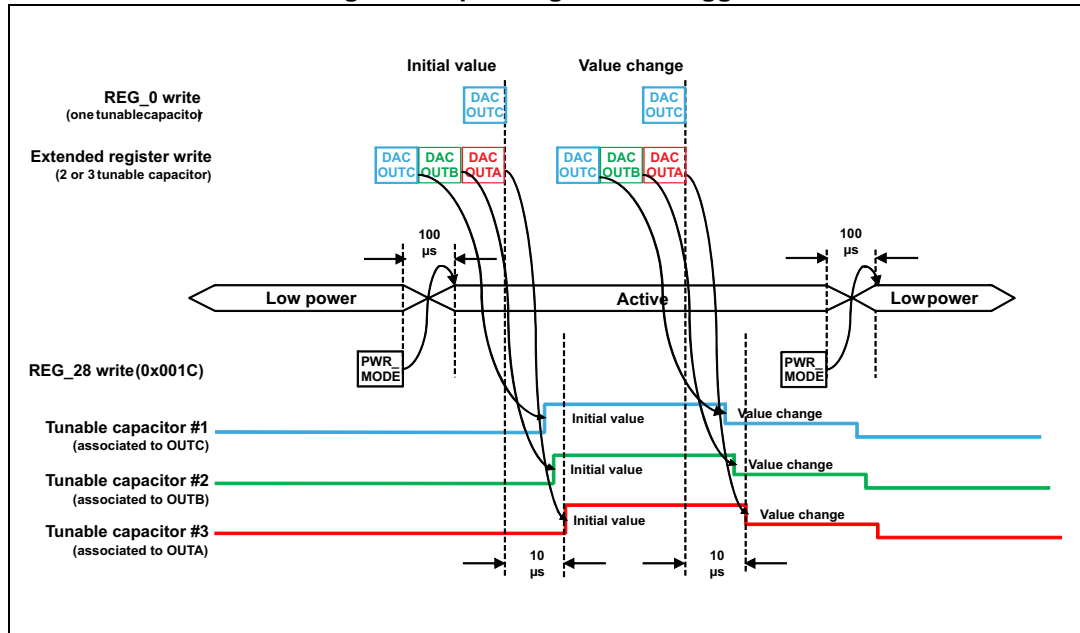 Initial value
Value change
REG_0 write
(one tunablecapacitor
DAC
OUTC
DAC
OUTC
Extended register write
(2 or 3 tunable capacitor)
DAC
OUTC
DAC
OUTB
DAC
OUTA
DAC
OUTC
DAC
OUTB
DAC
OUTA
100
µs
100
µs
Low power
Active
Low power
REG_28 write (0x001C)
PWR_
MODE
PWR_
MODE
Tunable capacitor #1
(associated to OUTC)
Initial value
Value change
Tunable capacitor #2
(associated to OUTB)
Initial value
Value change
Tunable capacitor #3
(associated to OUTA)
Initial value
Value change
10
µs
10
µs